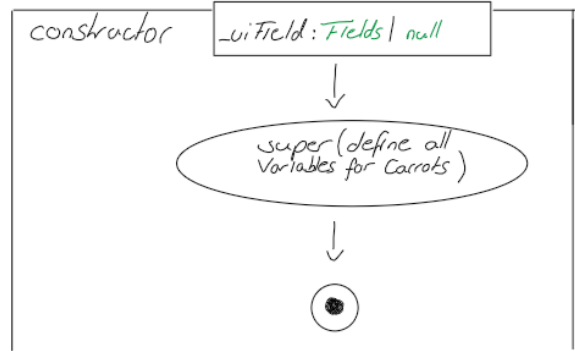 constructor
_uiField: Fields | null
super(define all
Variables for Carrots)